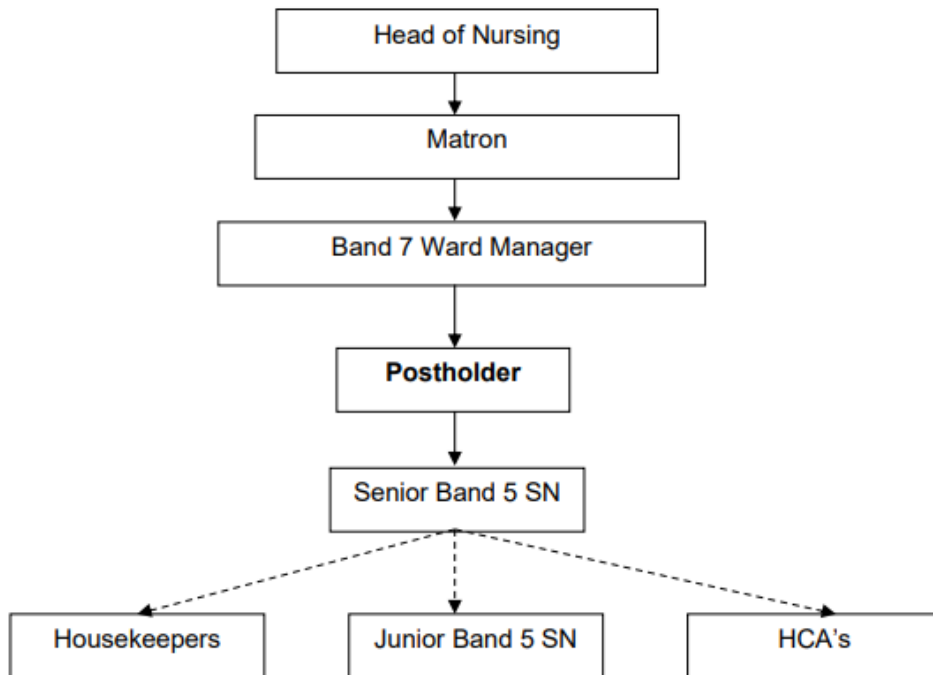 Head of Nursing
Matron
Band 7 Ward Manager
Postholder
Senior Band 5 SN
Housekeepers
Junior Band 5 SN
HCA's